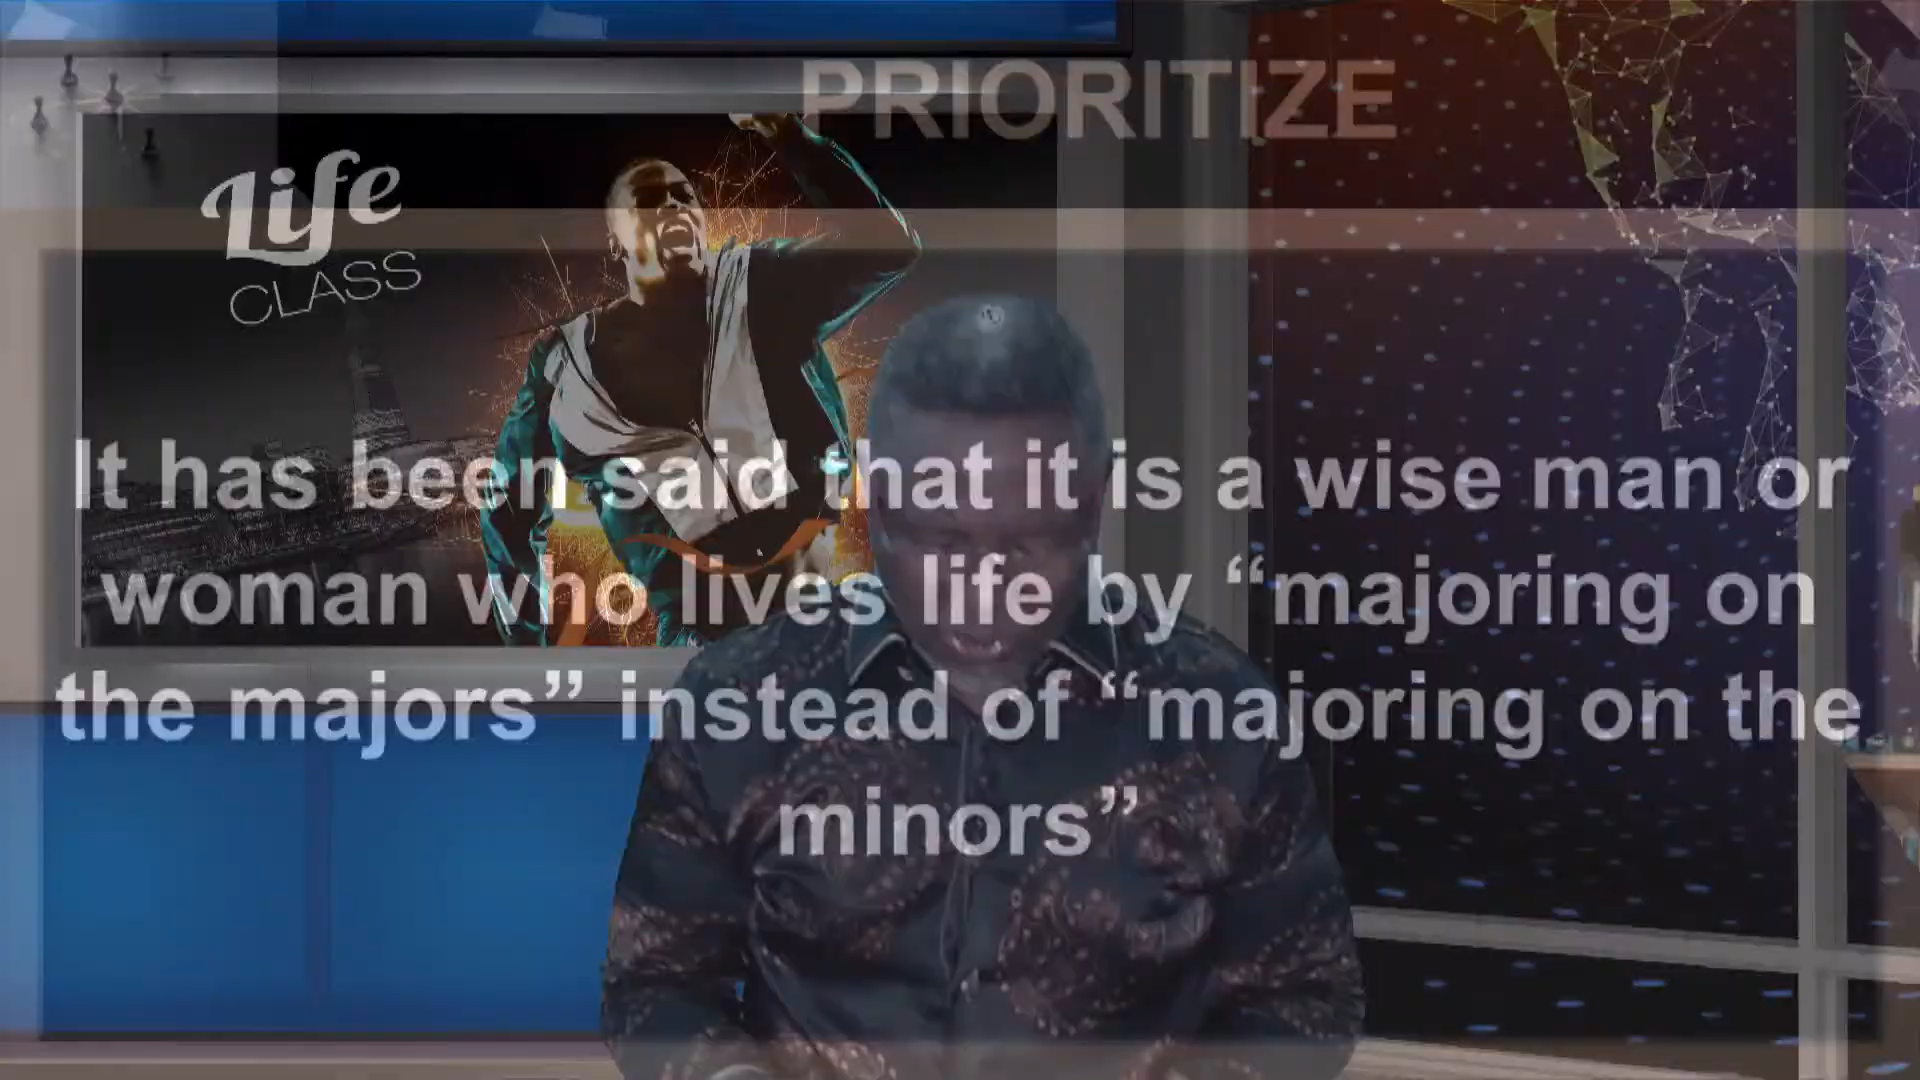 PRIORITIZE
Life
CLASS
It has been said that it is a wise man or
woman who lives life by “majoring on
the majors” instead of “majoring on the
minors”